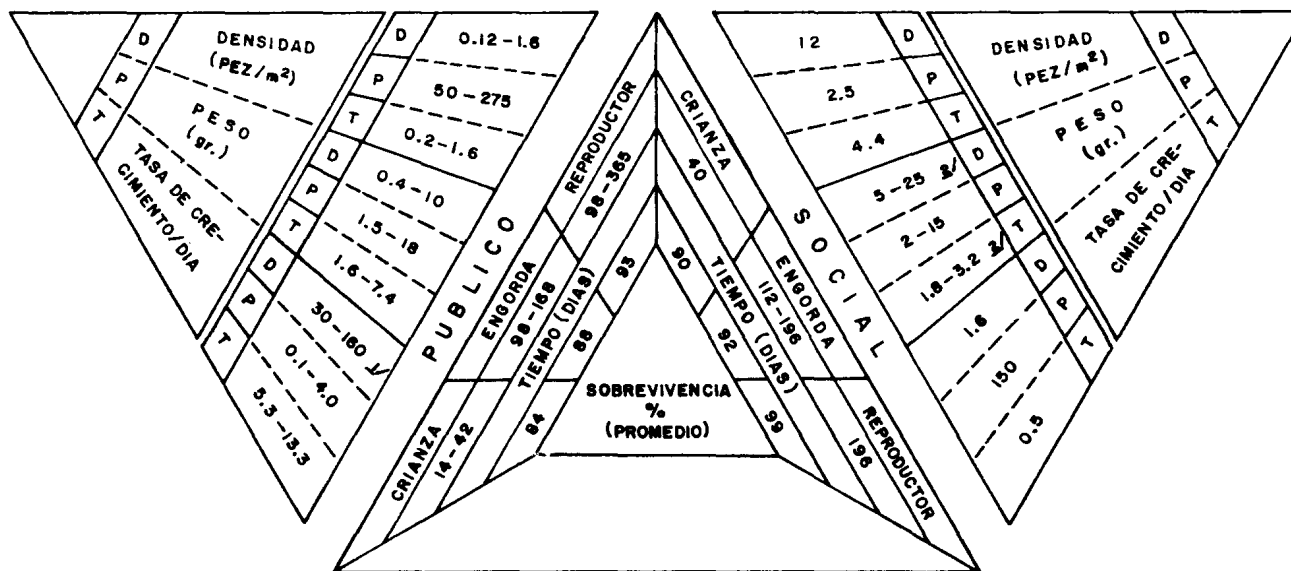 D
P
T
DENSIDAD
(PEZ/m²)
PESO
(gr.)
TASA DE CRE-
CIMIENTO/DIA
D
P
T
D
P
T
D
P
T
0.12-1.6
50-275
0.2-1.6
0.4-10
1.5-18
1.6-7.4
30-160 1/
0.1-4.0
5.3-13.3
PUBLICO
REPRODUCTOR
ENGORDA
CRIANZA
98-365
98-168
14-42
TIEMPO (DIAS)
93
88
84
SOBREVIVENCIA
%
(PROMEDIO)
90
92
99
TIEMPO (DIAS)
40
112-196
196
CRIANZA
ENGORDA
REPRODUCTOR
SOCIAL
12
2.5
4.4
5-25 2/
2-15
1.8-3.2 2/
1.6
150
0.5
D
P
T
D
P
T
D
P
T
DENSIDAD
(PEZ/m²)
PESO
(gr.)
TASA DE CRE-
CIMIENTO/DIA
D
P
T